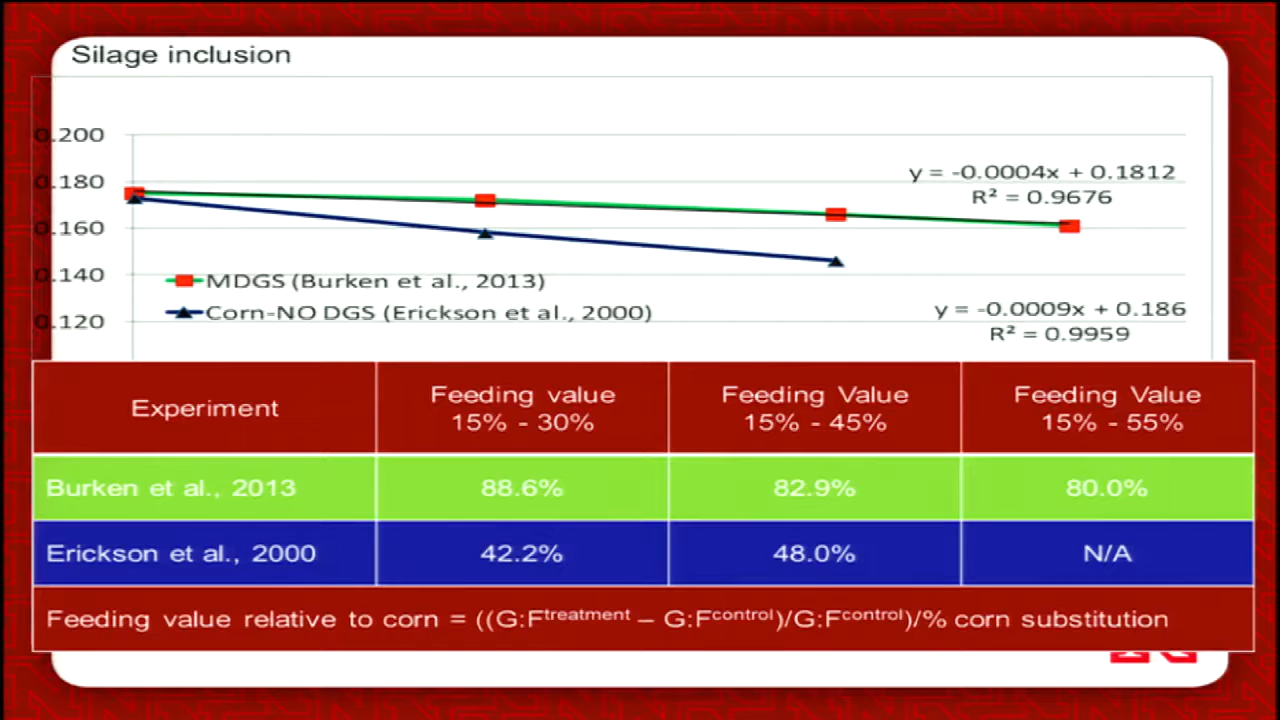 Silage inclusion
0.200
0.180
0.160
0.140
0.120
y = -0.0004x + 0.1812
R² = 0.9676
MDGS (Burken et al., 2013)
Corn-NO DGS (Erickson et al., 2000)
y = -0.0009x + 0.186
R² = 0.9959
Experiment
Feeding value
15% - 30%
Feeding Value
15% - 45%
Feeding Value
15% - 55%
Burken et al., 2013 88.6% 82.9% 80.0%
Erickson et al., 2000 42.2% 48.0% N/A
Feeding value relative to corn = ((G:Ftreatment – G:Fcontrol)/G:Fcontrol)/% corn substitution